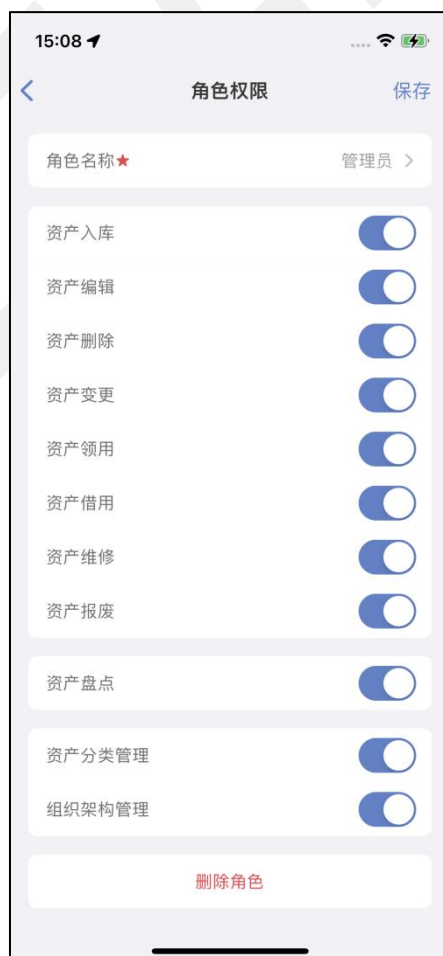 15:08
角色权限 保存
角色名称★ 管理员
资产入库
资产编辑
资产删除
资产变更
资产领用
资产借用
资产维修
资产报废
资产盘点
资产分类管理
组织架构管理
删除角色